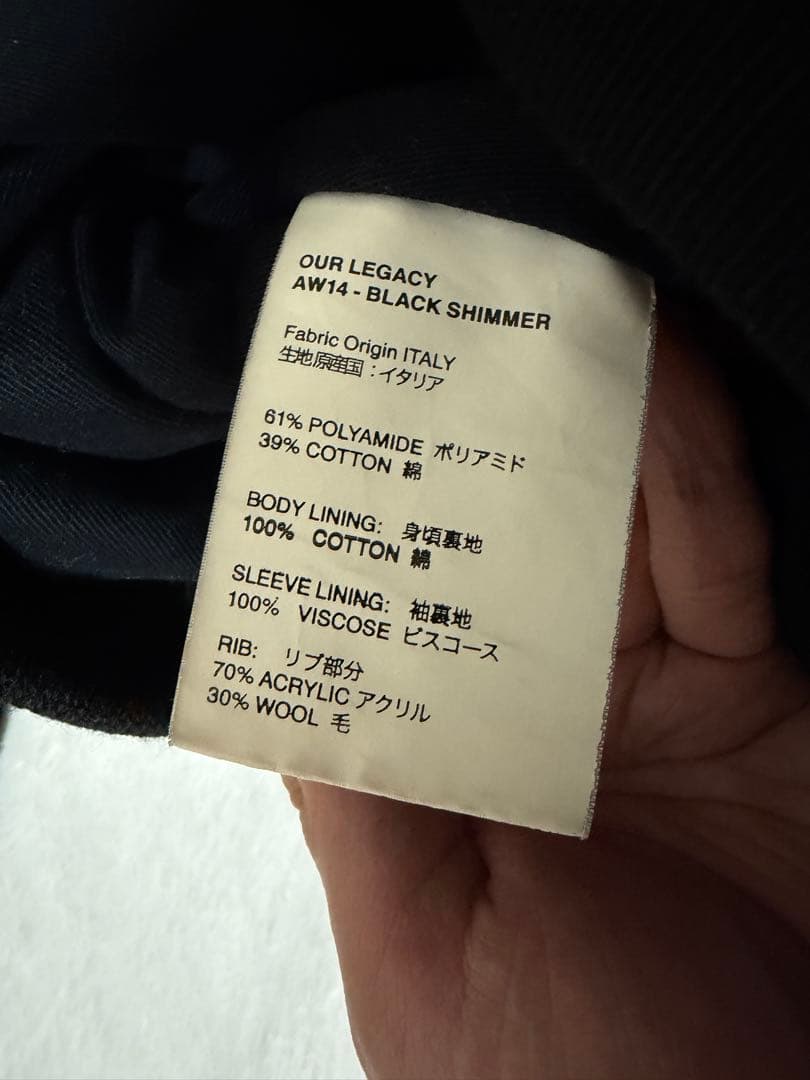 OUR LEGACY
AW14 - BLACK SHIMMER
Fabric Origin ITALY
生地原産国：イタリア
61% POLYAMIDE ポリアミド
39% COTTON 綿
BODY LINING: 身頃裏地
100% COTTON 綿
SLEEVE LINING: 袖裏地
100% VISCOSE ビスコース
RIB: リブ部分
70% ACRYLIC アクリル
30% WOOL 毛